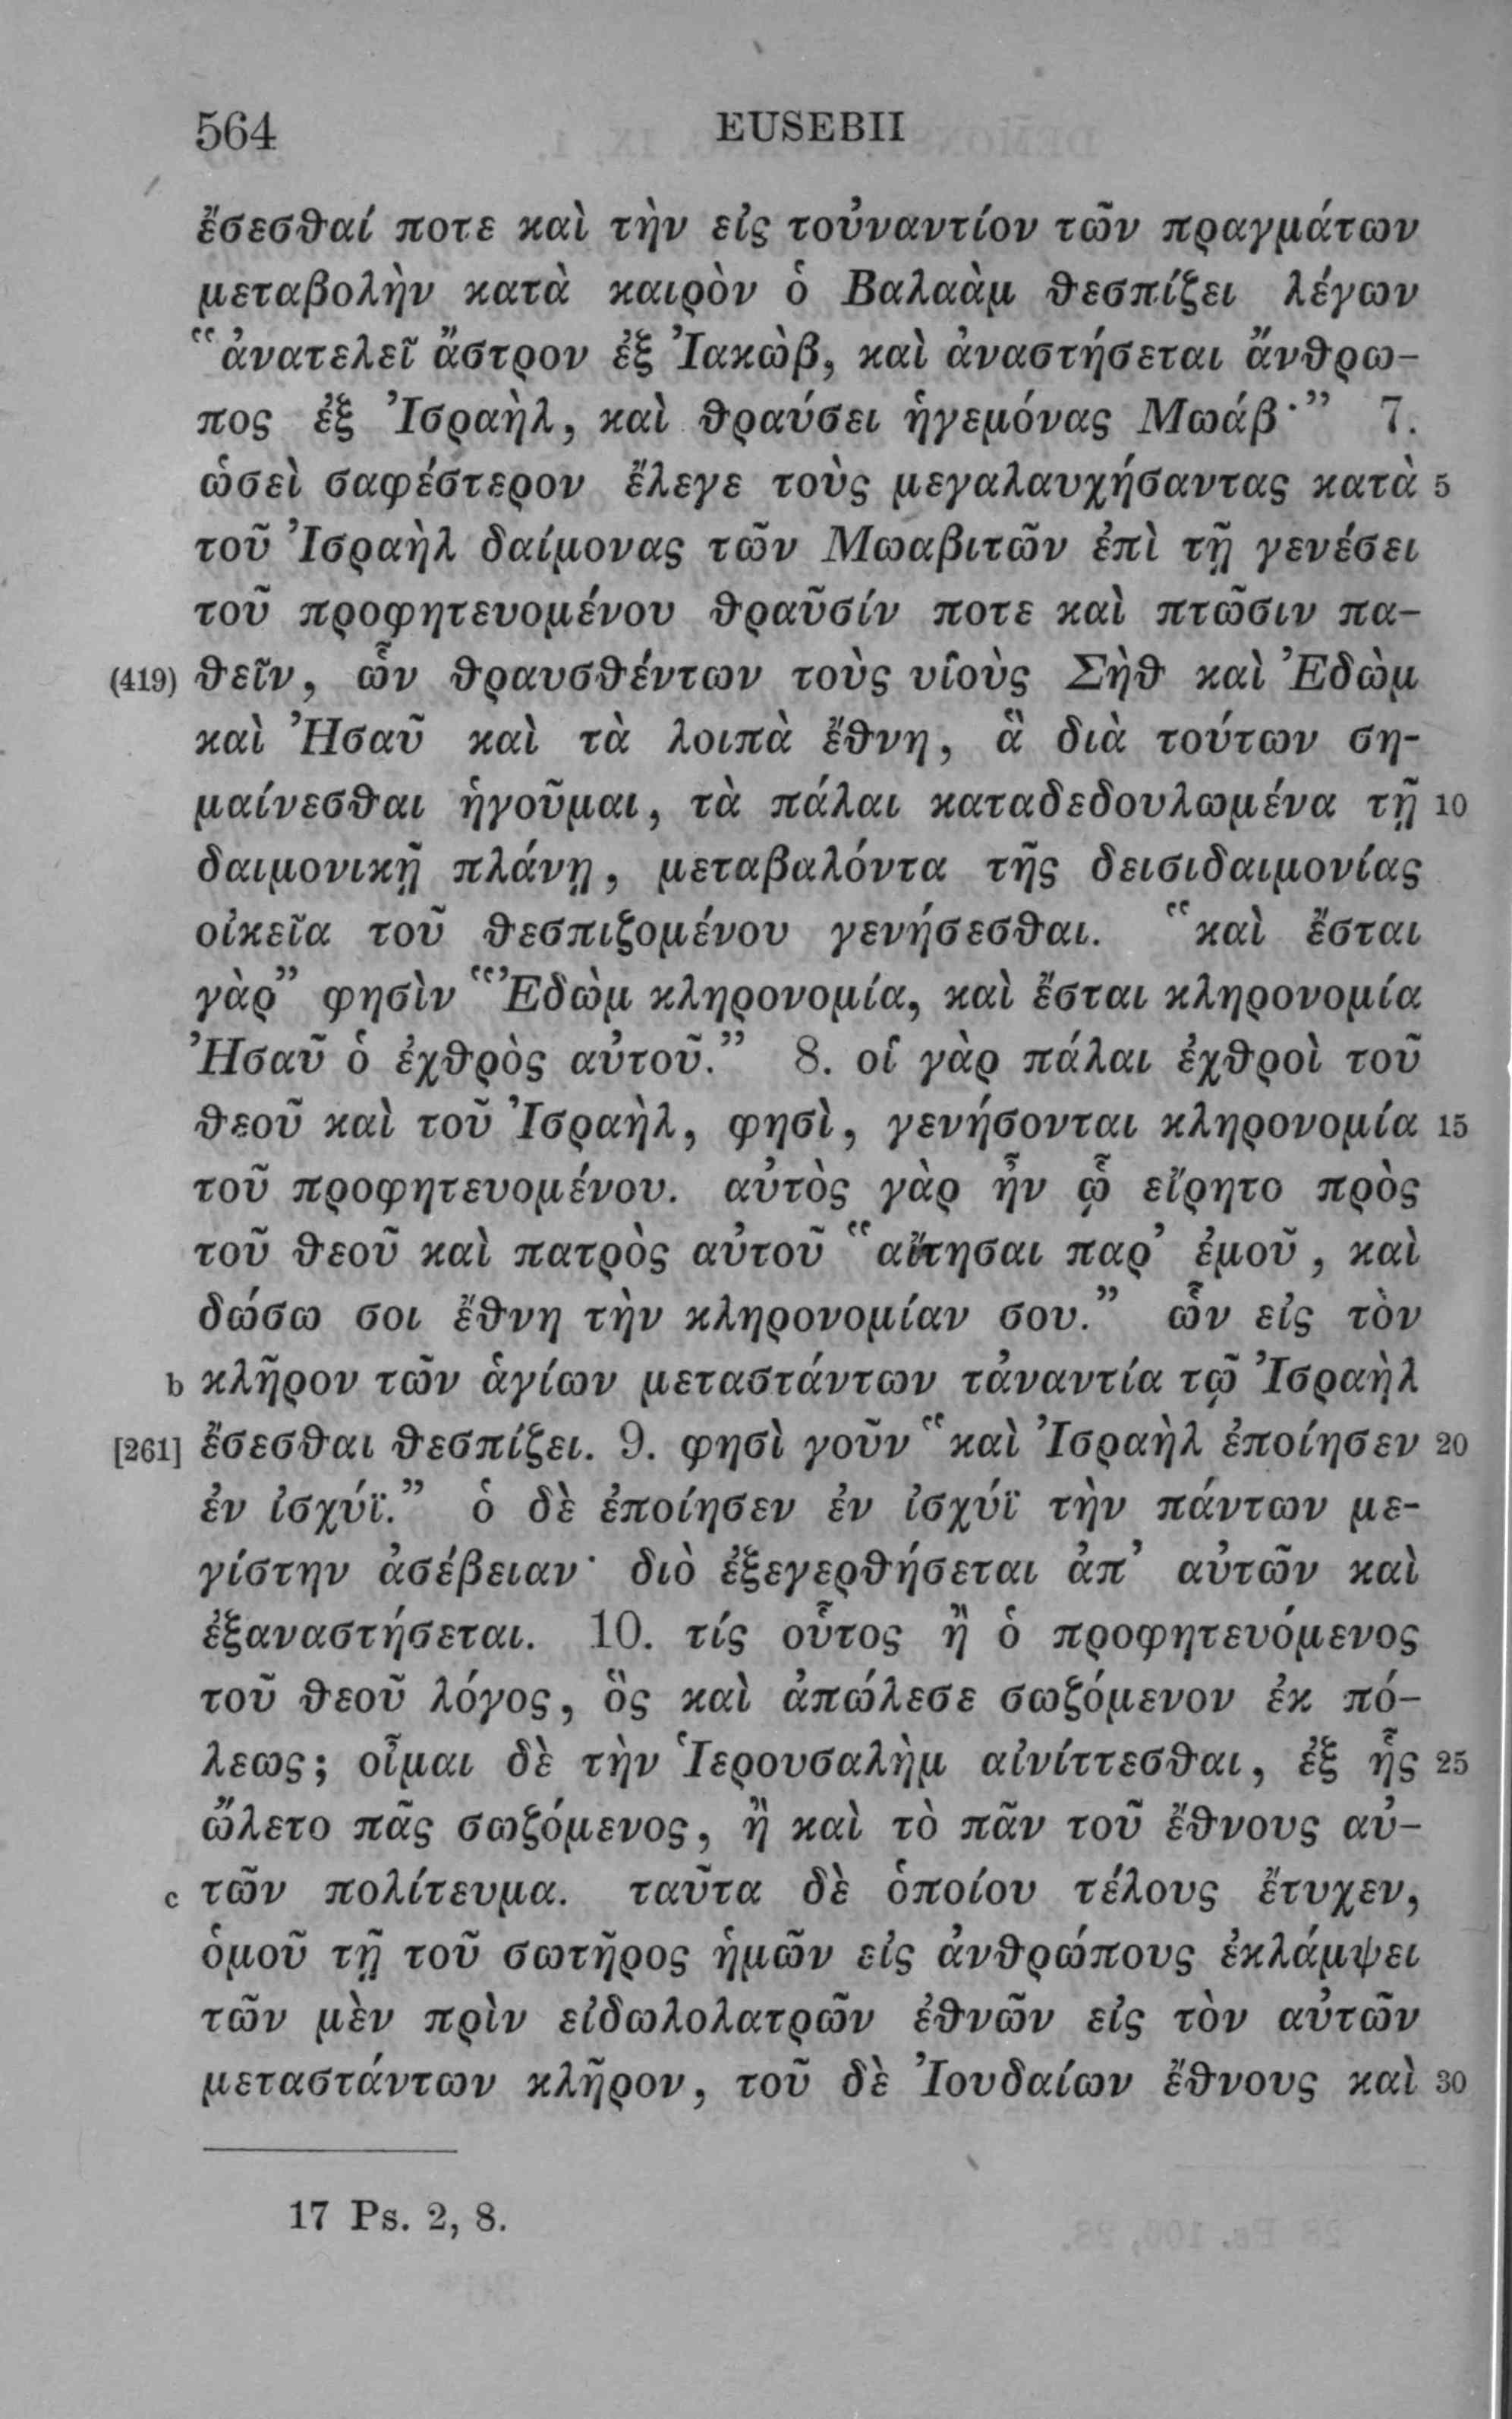 564 EUSEBII
ἔσεσθαί ποτε καὶ τὴν εἰς τοὐναντίον τῶν πραγμάτων
μεταβολὴν κατὰ καιρὸν ὁ Βαλαὰμ θεσπίζει λέγων
“ἀνατελεῖ ἄστρον ἐξ Ἰακὼβ, καὶ ἀναστήσεται ἄνθρω-
πος ἐξ Ἰσραὴλ, καὶ θραύσει ἡγεμόνας Μωάβ·” 7.
ὡσεὶ σαφέστερον ἔλεγε τοὺς μεγαλαυχήσαντας κατὰ 5
τοῦ Ἰσραὴλ δαίμονας τῶν Μωαβιτῶν ἐπὶ τῇ γενέσει
τοῦ προφητευομένου θραῦσίν ποτε καὶ πτῶσιν πα-
(419) θεῖν, ὧν θραυσθέντων τοὺς υἱοὺς Σὴθ καὶ Ἐδὼμ
καὶ Ἠσαῦ καὶ τὰ λοιπὰ ἔθνη, ἃ διὰ τούτων ση-
μαίνεσθαι ἡγοῦμαι, τὰ πάλαι καταδεδουλωμένα τῇ 10
δαιμονικῇ πλάνῃ, μεταβαλόντα τῆς δεισιδαιμονίας
οἰκεῖα τοῦ θεσπιζομένου γενήσεσθαι. “καὶ ἔσται
γὰρ” φησὶν “Ἐδὼμ κληρονομία, καὶ ἔσται κληρονομία
Ἠσαῦ ὁ ἐχθρὸς αὐτοῦ.” 8. οἱ γὰρ πάλαι ἐχθροὶ τοῦ
θεοῦ καὶ τοῦ Ἰσραὴλ, φησὶ, γενήσονται κληρονομία 15
τοῦ προφητευομένου. αὐτὸς γὰρ ἦν ᾧ εἴρητο πρὸς
τοῦ θεοῦ καὶ πατρὸς αὐτοῦ “αἴτησαι παρ’ ἐμοῦ, καὶ
δώσω σοι ἔθνη τὴν κληρονομίαν σου.” ὧν εἰς τὸν
b κλῆρον τῶν ἁγίων μεταστάντων τἀναντία τῷ Ἰσραὴλ
[261] ἔσεσθαι θεσπίζει. 9. φησὶ γοῦν “καὶ Ἰσραὴλ ἐποίησεν 20
ἐν ἰσχύϊ.” ὁ δὲ ἐποίησεν ἐν ἰσχύϊ τὴν πάντων με-
γίστην ἀσέβειαν· διὸ ἐξεγερθήσεται ἀπ’ αὐτῶν καὶ
ἐξαναστήσεται. 10. τίς οὗτος ἢ ὁ προφητευόμενος
τοῦ θεοῦ λόγος, ὃς καὶ ἀπώλεσε σωζόμενον ἐκ πό-
λεως; οἶμαι δὲ τὴν Ἱερουσαλὴμ αἰνίττεσθαι, ἐξ ἧς 25
ὤλετο πᾶς σωζόμενος, ἢ καὶ τὸ πᾶν τοῦ ἔθνους αὐ-
c τῶν πολίτευμα. ταῦτα δὲ ὁποίου τέλους ἔτυχεν,
ὁμοῦ τῇ τοῦ σωτῆρος ἡμῶν εἰς ἀνθρώπους ἐκλάμψει
τῶν μὲν πρὶν εἰδωλολατρῶν ἐθνῶν εἰς τὸν αὐτῶν
μεταστάντων κλῆρον, τοῦ δὲ Ἰουδαίων ἔθνους καὶ 30
17 Ps. 2, 8.